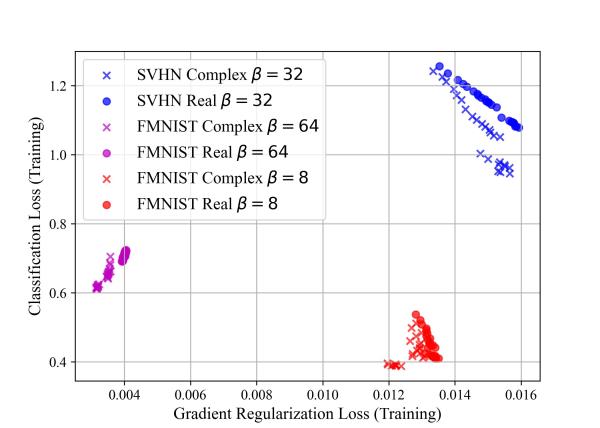 SVHN Complex β = 32
SVHN Real β = 32
FMNIST Complex β = 64
FMNIST Real β = 64
FMNIST Complex β = 8
FMNIST Real β = 8
Classification Loss (Training)
1.2
1.0
0.8
0.6
0.4
0.004 0.006 0.008 0.010 0.012 0.014 0.016
Gradient Regularization Loss (Training)